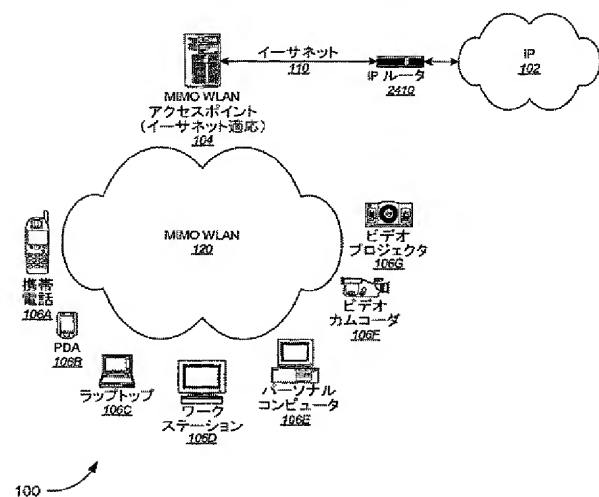 イーサネット
110
IP ルータ
2410
IP
102
MIMO WLAN
アクセスポイント
(イーサネット適応)
104
MIMO WLAN
120
携帯
電話
106A
PDA
106B
ラップトップ
106C
ワーク
ステーション
106D
パーソナル
コンピュータ
106E
ビデオ
カムコーダ
106F
ビデオ
プロジェクタ
106G
100